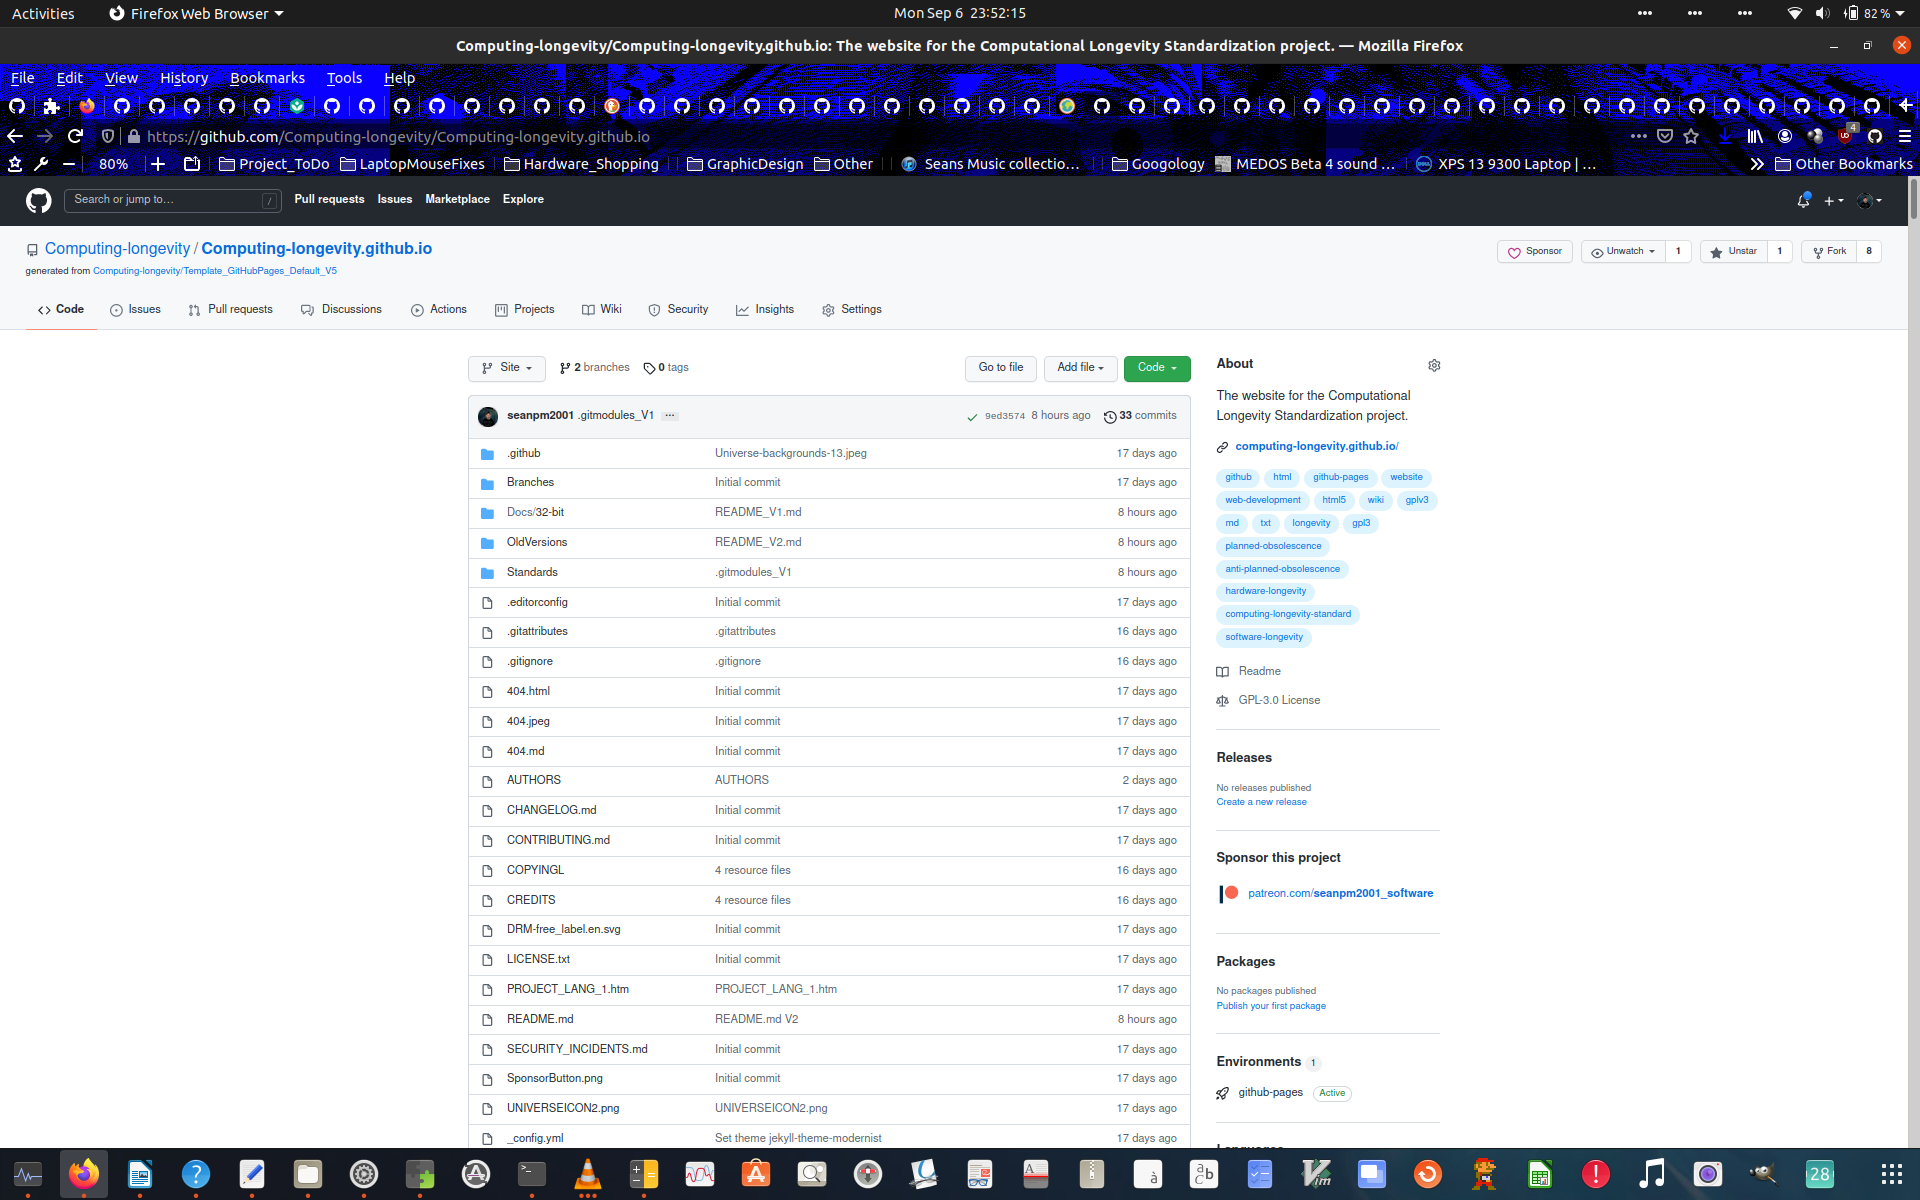 Activities Firefox Web Browser Mon Sep 6 23:52:15 82 %
Computing-longevity/Computing-longevity.github.io: The website for the Computational Longevity Standardization project. — Mozilla Firefox
File Edit View History Bookmarks Tools Help
https://github.com/Computing-longevity/Computing-longevity.github.io 4
80% Project_ToDo LaptopMouseFixes Hardware_Shopping GraphicDesign Other Seans Music collectio… Googology MEDOS Beta 4 sound … XPS 13 9300 Laptop | … Other Bookmarks
Search or jump to… / Pull requests Issues Marketplace Explore
Computing-longevity / Computing-longevity.github.io Sponsor Unwatch 1 Unstar 1 Fork 8
generated from Computing-longevity/Template_GitHubPages_Default_V5
Code Issues Pull requests Discussions Actions Projects Wiki Security Insights Settings
Site 2 branches 0 tags Go to file Add file Code
seanpm2001 .gitmodules_V1 … 9ed3574 8 hours ago 33 commits
.github Universe-backgrounds-13.jpeg 17 days ago
Branches Initial commit 17 days ago
Docs/32-bit README_V1.md 8 hours ago
OldVersions README_V2.md 8 hours ago
Standards .gitmodules_V1 8 hours ago
.editorconfig Initial commit 17 days ago
.gitattributes .gitattributes 16 days ago
.gitignore .gitignore 16 days ago
404.html Initial commit 17 days ago
404.jpeg Initial commit 17 days ago
404.md Initial commit 17 days ago
AUTHORS AUTHORS 2 days ago
CHANGELOG.md Initial commit 17 days ago
CONTRIBUTING.md Initial commit 17 days ago
COPYINGL 4 resource files 16 days ago
CREDITS 4 resource files 16 days ago
DRM-free_label.en.svg Initial commit 17 days ago
LICENSE.txt Initial commit 17 days ago
PROJECT_LANG_1.htm PROJECT_LANG_1.htm 17 days ago
README.md README.md V2 8 hours ago
SECURITY_INCIDENTS.md Initial commit 17 days ago
SponsorButton.png Initial commit 17 days ago
UNIVERSEICON2.png UNIVERSEICON2.png 17 days ago
_config.yml Set theme jekyll-theme-modernist 17 days ago
About
The website for the Computational
Longevity Standardization project.
computing-longevity.github.io/
github html github-pages website
web-development html5 wiki gplv3
md txt longevity gpl3
planned-obsolescence
anti-planned-obsolescence
hardware-longevity
computing-longevity-standard
software-longevity
Readme
GPL-3.0 License
Releases
No releases published
Create a new release
Sponsor this project
patreon.com/seanpm2001_software
Packages
No packages published
Publish your first package
Environments 1
github-pages Active
28